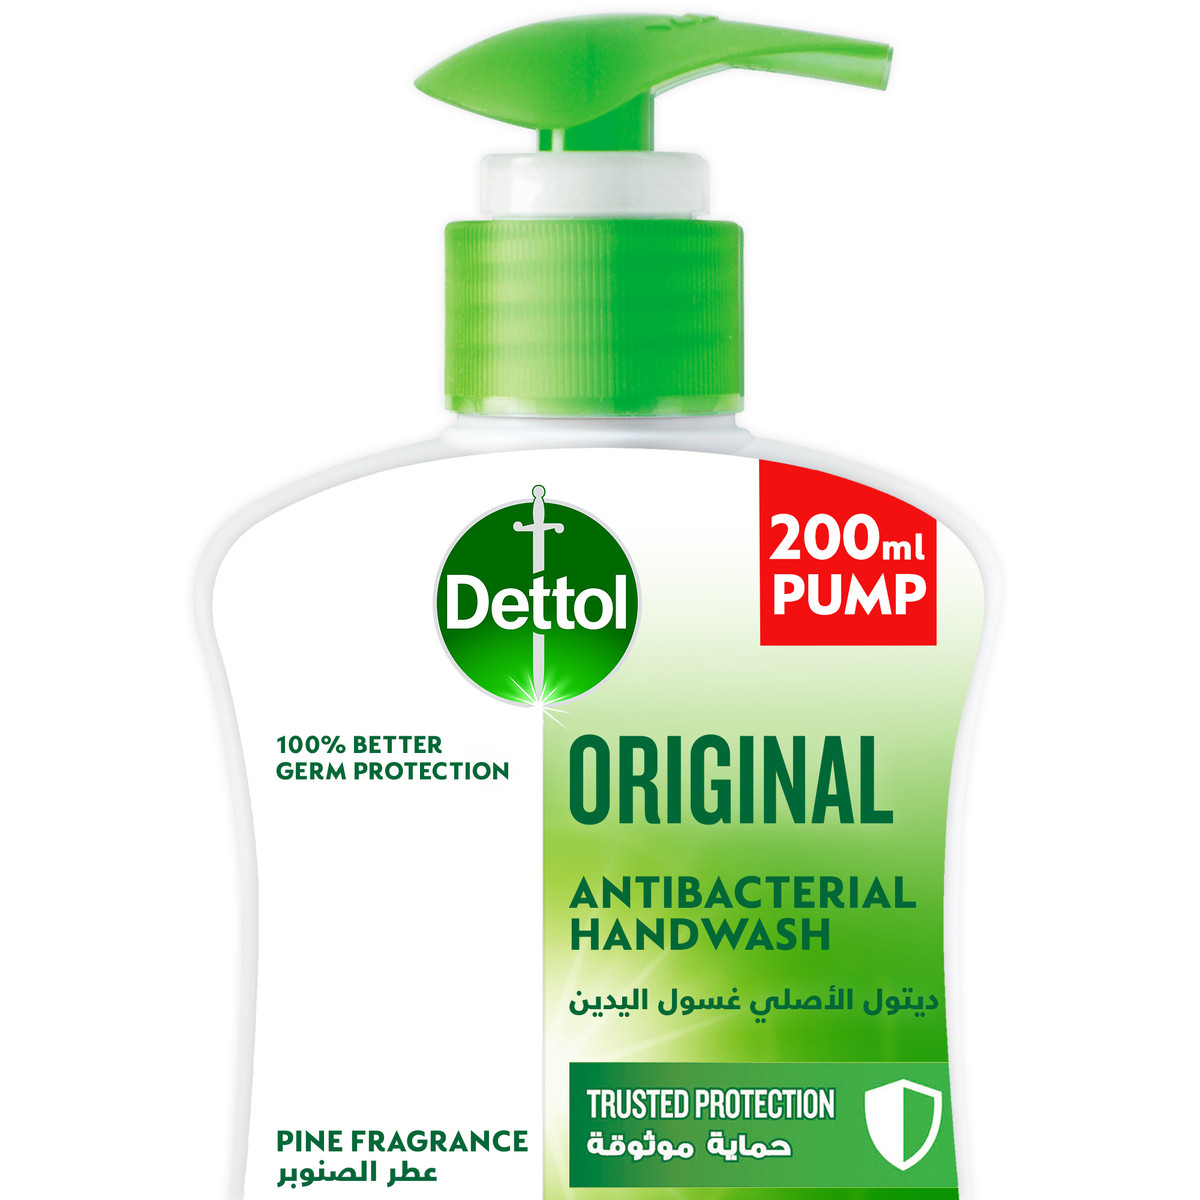 200ml
PUMP
Dettol
100% BETTER
GERM PROTECTION
ORIGINAL
ANTIBACTERIAL
HANDWASH
ديتول الأصلي غسول اليدين
TRUSTED PROTECTION
حماية موثوقة
PINE FRAGRANCE
عطر الصنوبر